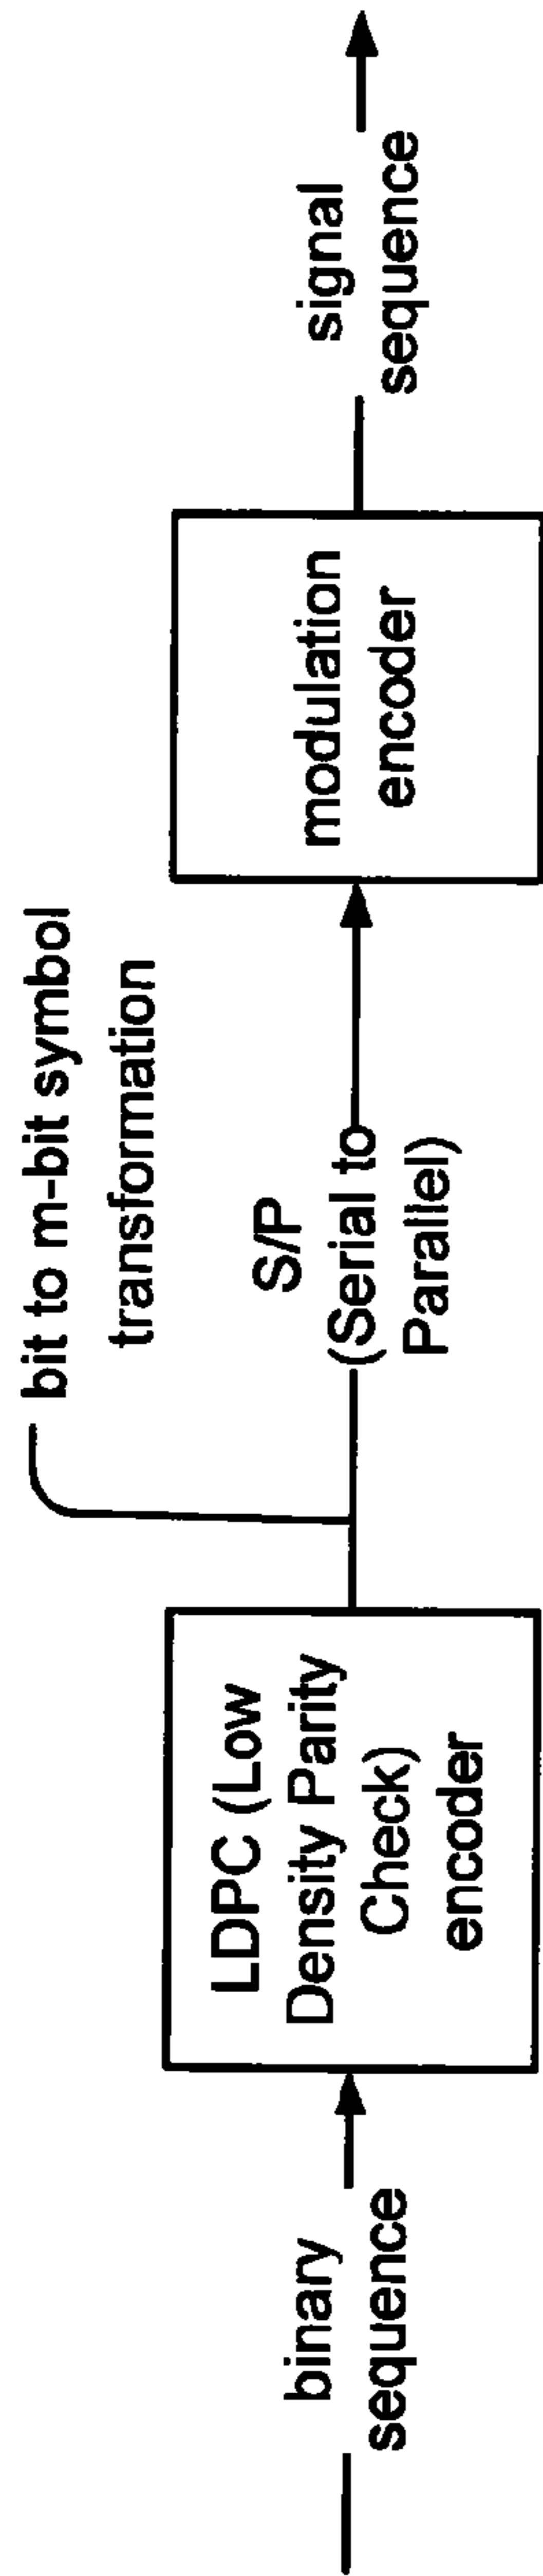 binary
sequence
LDPC (Low
Density Parity
Check)
encoder
bit to m-bit symbol
transformation
S/P
(Serial to
Parallel)
modulation
encoder
signal
sequence